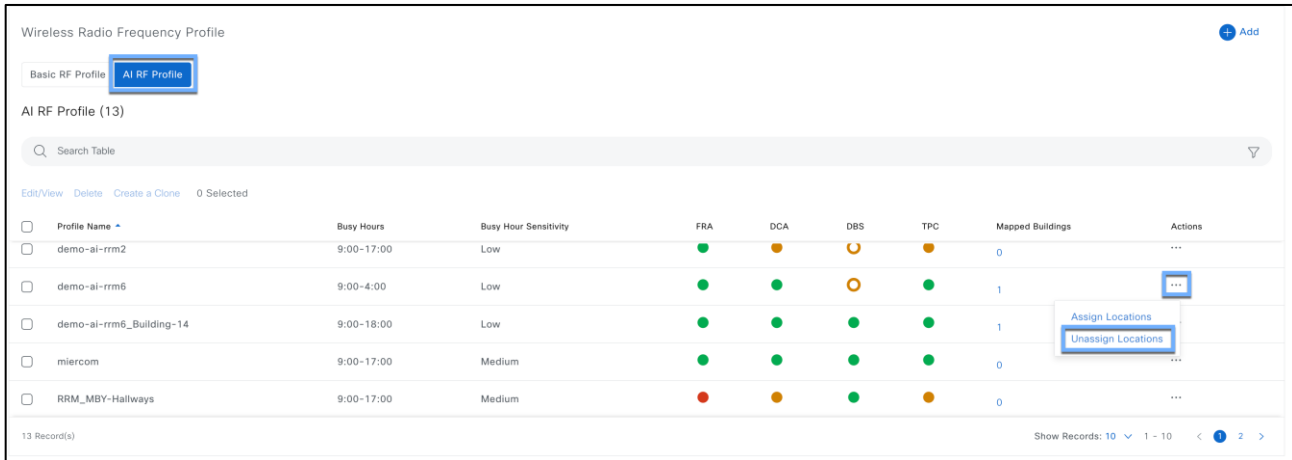 Wireless Radio Frequency Profile
Add
Basic RF Profile AI RF Profile
AI RF Profile (13)
Search Table
Edit/View Delete Create a Clone 0 Selected
Profile Name Busy Hours Busy Hour Sensitivity FRA DCA DBS TPC Mapped Buildings Actions
demo-ai-rrm2 9:00-17:00 Low 0 ...
demo-ai-rrm6 9:00-4:00 Low 1 ...
Assign Locations
demo-ai-rrm6_Building-14 9:00-18:00 Low 1
Unassign Locations
miercom 9:00-17:00 Medium 0 ...
RRM_MBY-Hallways 9:00-17:00 Medium 0 ...
13 Record(s) Show Records: 10 1 - 10 < 1 2 >